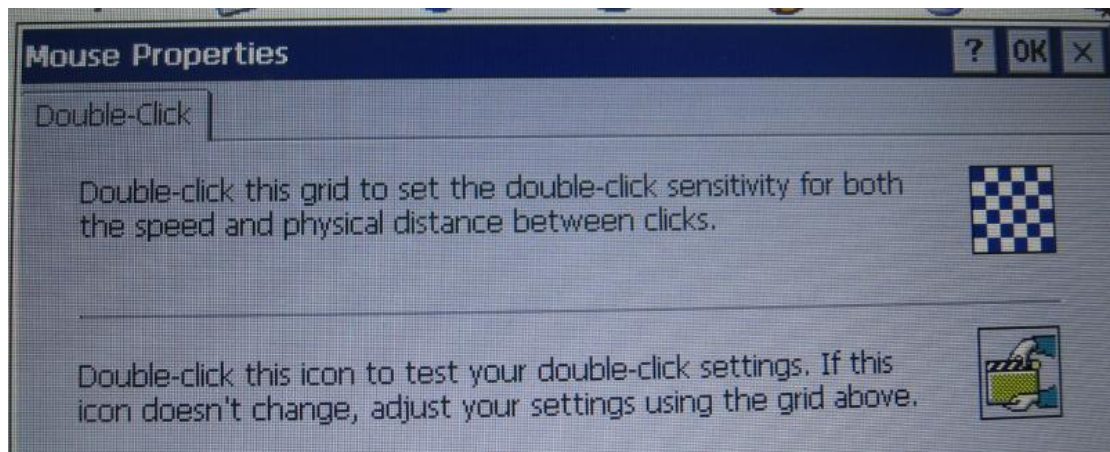 Mouse Properties
? OK ×
Double-Click
Double-click this grid to set the double-click sensitivity for both
the speed and physical distance between clicks.
Double-click this icon to test your double-click settings. If this
icon doesn't change, adjust your settings using the grid above.